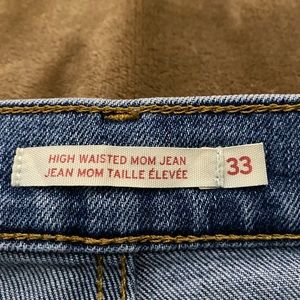 HIGH WAISTED MOM JEAN
JEAN MOM TAILLE ÉLEVÉE
33